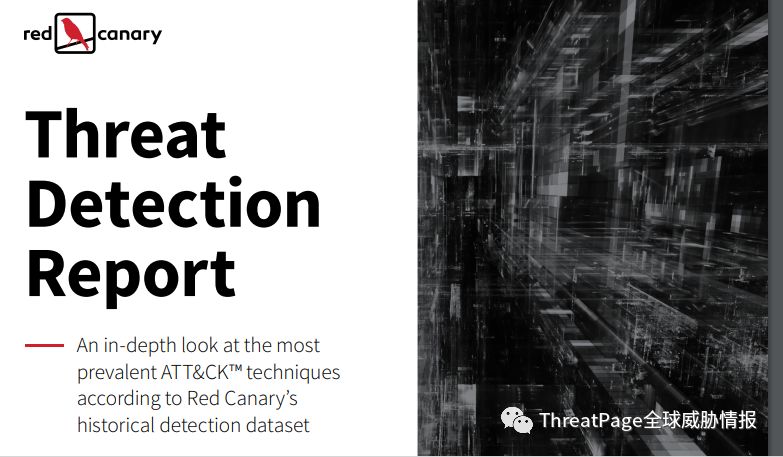 red canary
Threat
Detection
Report
An in-depth look at the most
prevalent ATT&CK™ techniques
according to Red Canary’s
historical detection dataset
ThreatPage全球威胁情报